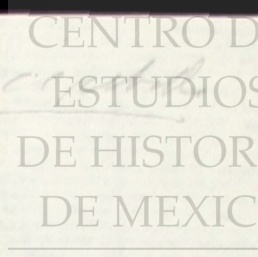 CENTRO D
ESTUDIOS
DE HISTOR
DE MEXIC